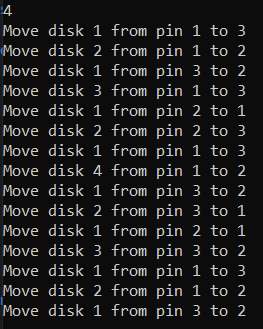 4
Move disk 1 from pin 1 to 3
Move disk 2 from pin 1 to 2
Move disk 1 from pin 3 to 2
Move disk 3 from pin 1 to 3
Move disk 1 from pin 2 to 1
Move disk 2 from pin 2 to 3
Move disk 1 from pin 1 to 3
Move disk 4 from pin 1 to 2
Move disk 1 from pin 3 to 2
Move disk 2 from pin 3 to 1
Move disk 1 from pin 2 to 1
Move disk 3 from pin 3 to 2
Move disk 1 from pin 1 to 3
Move disk 2 from pin 1 to 2
Move disk 1 from pin 3 to 2